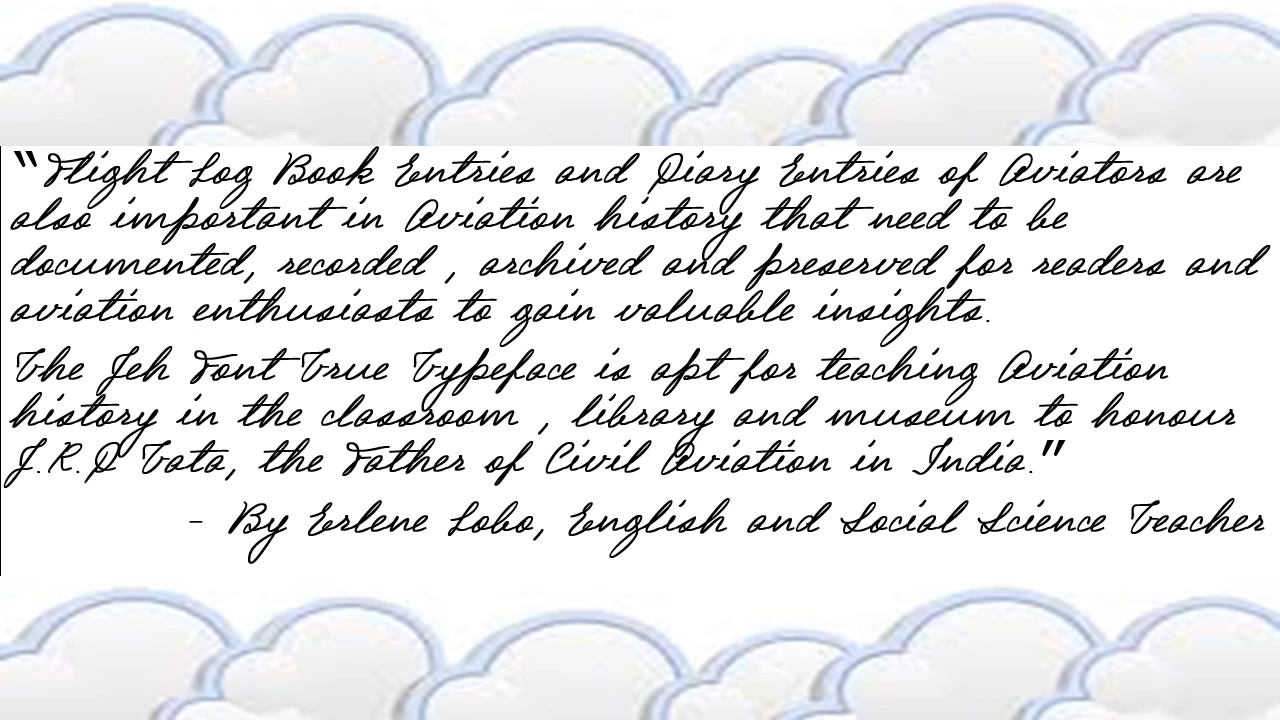 "Flight Log Book Entries and Diary Entries of Aviators are
also important in Aviation history that need to be
documented, recorded , archived and preserved for readers and
aviation enthusiasts to gain valuable insights.
The Jeh Font True Typeface is apt for teaching Aviation
history in the classroom , library and museum to honour
J.R.D Tata, the Father of Civil Aviation in India."
- By Erlene Lobo, English and Social Science Teacher